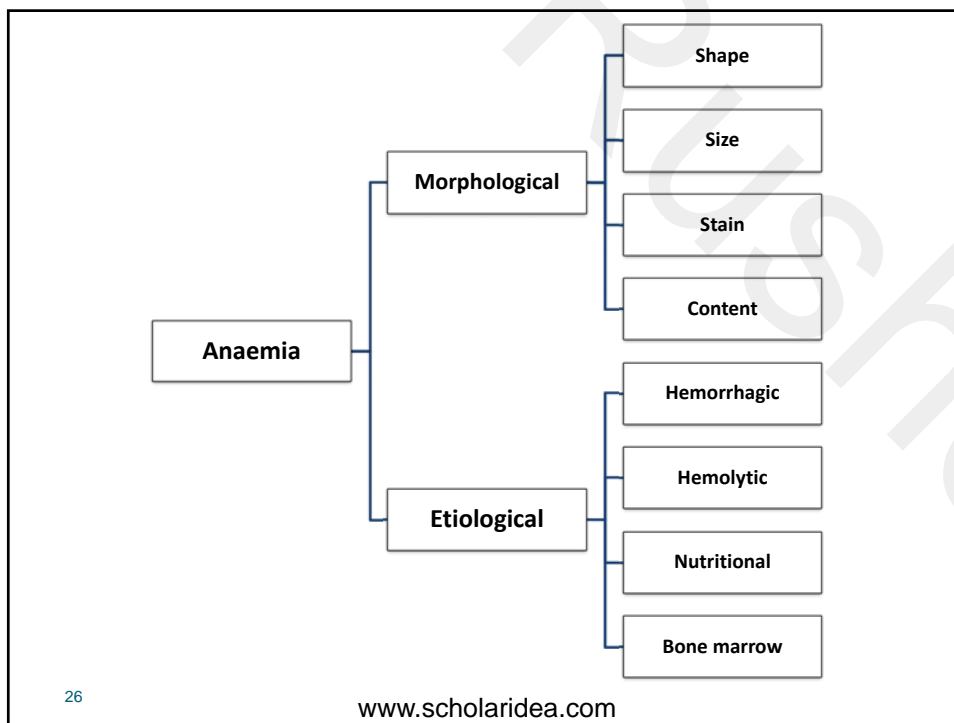 Anaemia
Morphological
Shape
Size
Stain
Content
Etiological
Hemorrhagic
Hemolytic
Nutritional
Bone marrow
26
www.scholaridea.com